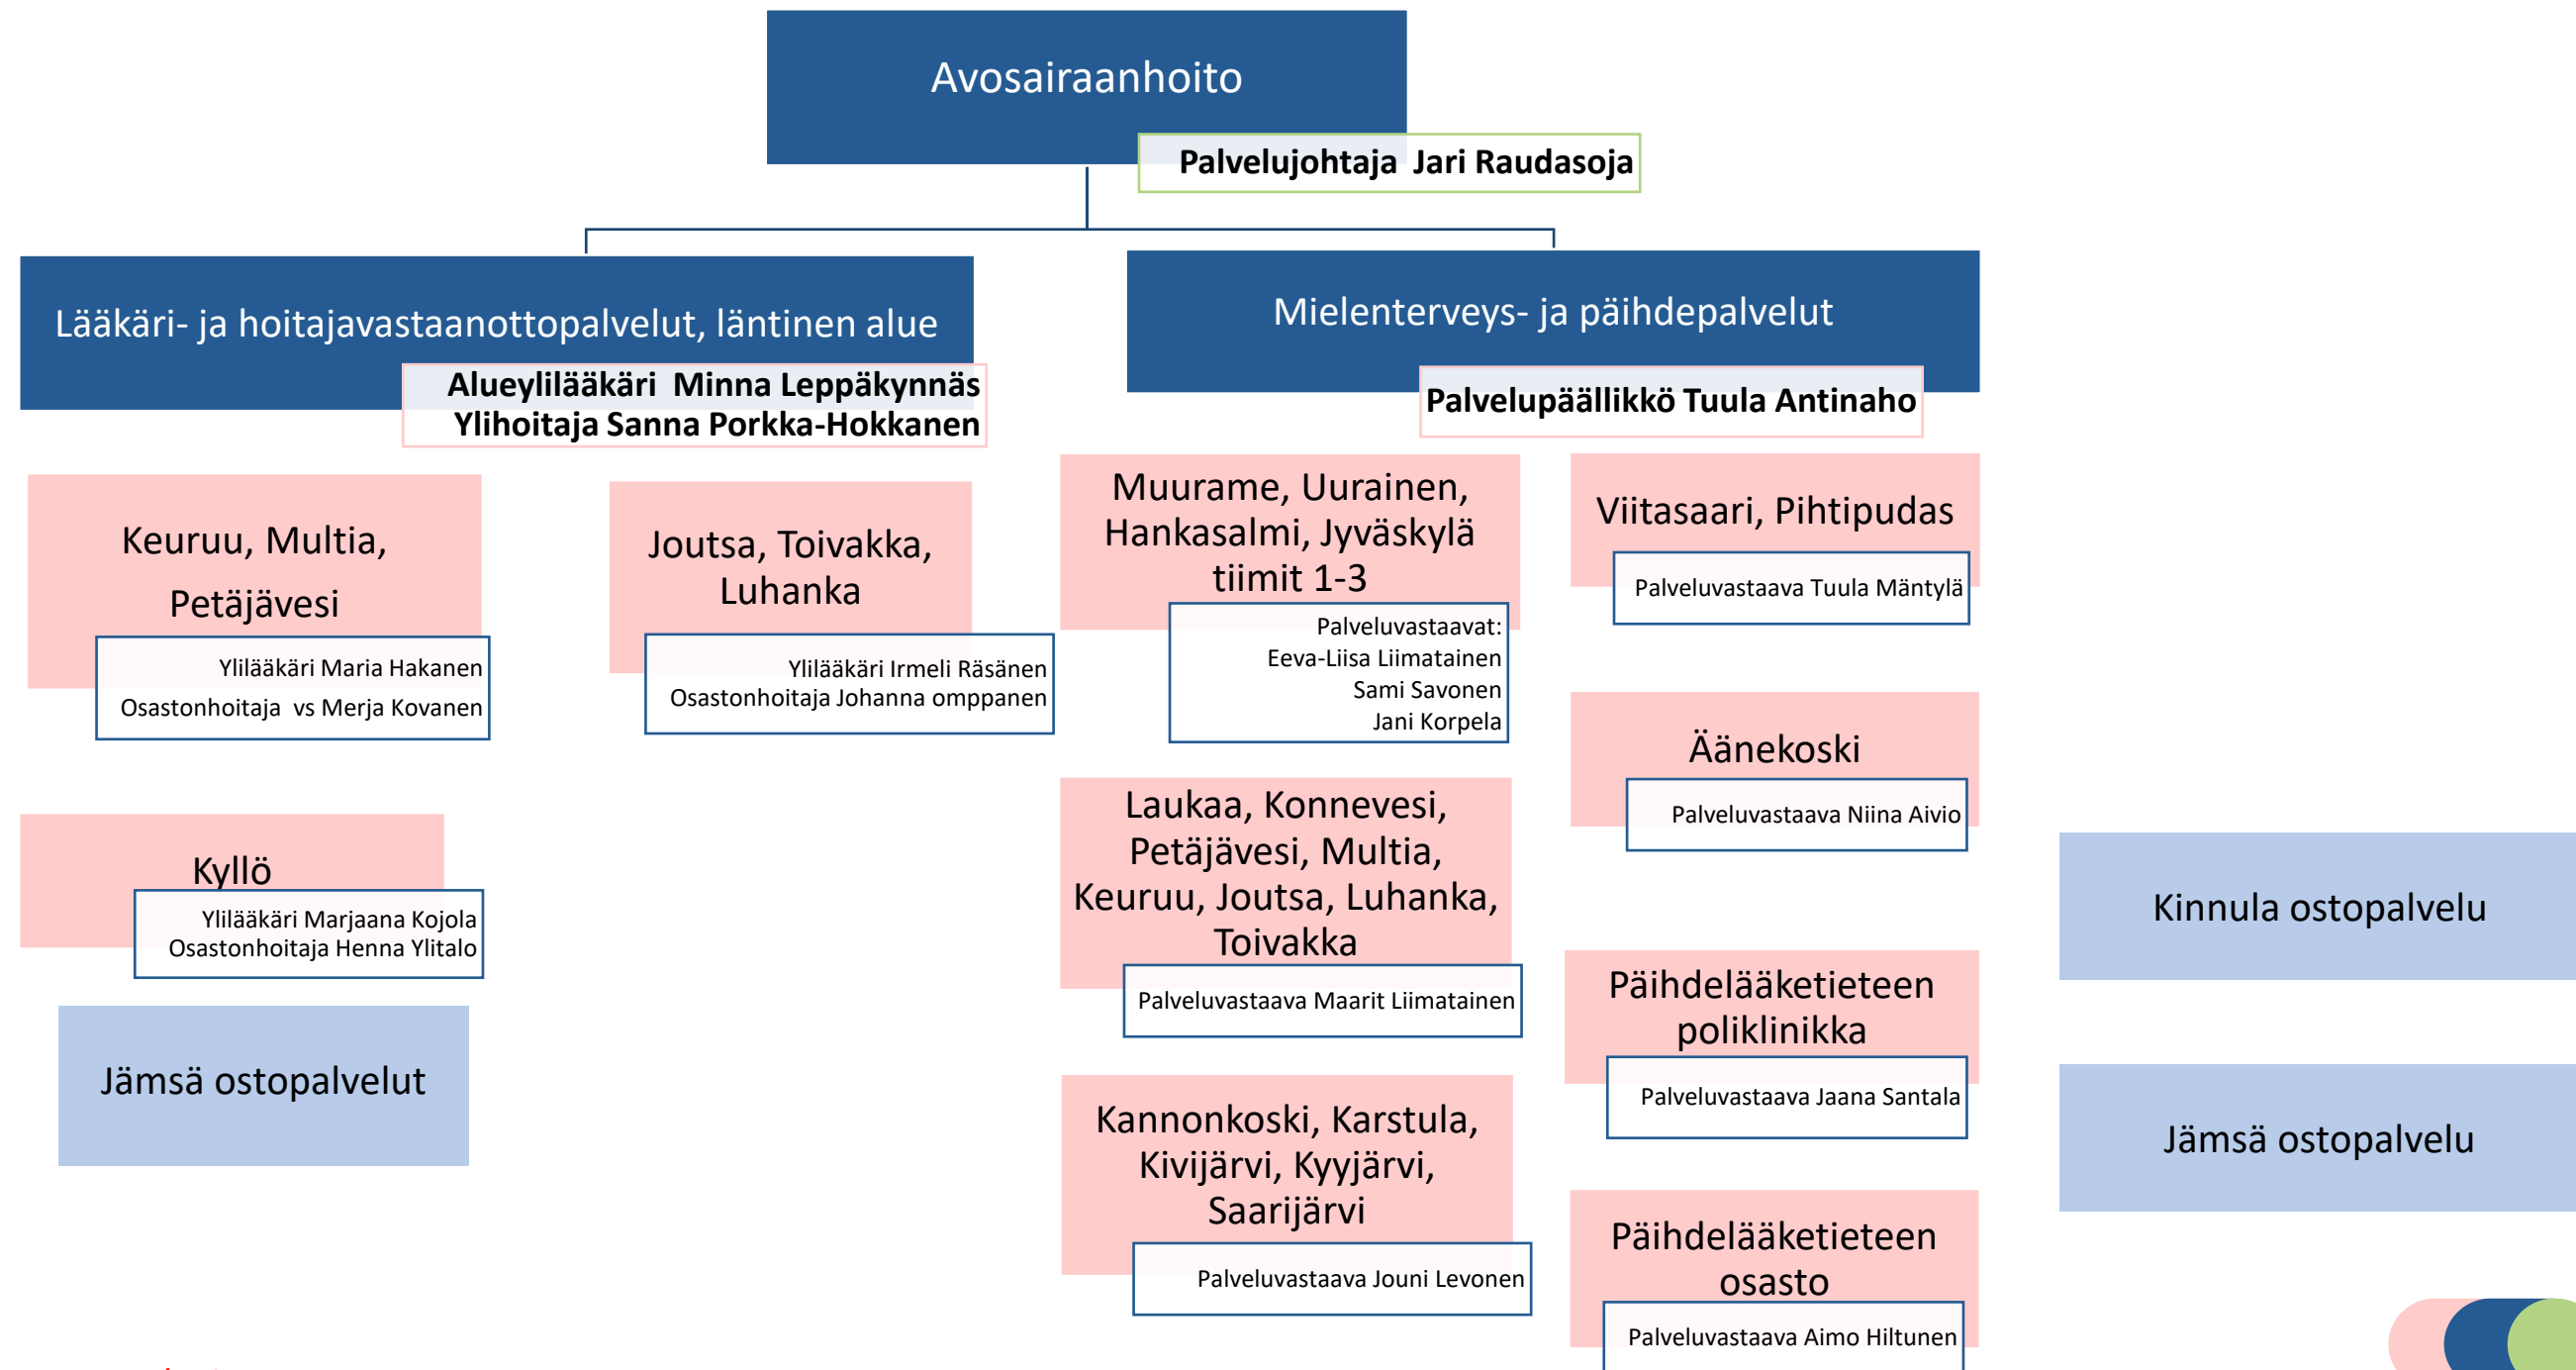 Avosairaanhoito
Palvelujohtaja Jari Raudasoja
Lääkäri- ja hoitajavastaanottopalvelut, läntinen alue
Alueylilääkäri Minna Leppäkynnäs
Ylihoitaja Sanna Porkka-Hokkanen
Keuruu, Multia,
Petäjävesi
Ylilääkäri Maria Hakanen
Osastonhoitaja vs Merja Kovanen
Joutsa, Toivakka,
Luhanka
Ylilääkäri Irmeli Räsänen
Osastonhoitaja Johanna omppanen
Kyllö
Ylilääkäri Marjaana Kojola
Osastonhoitaja Henna Ylitalo
Jämsä ostopalvelut
Mielenterveys- ja päihdepalvelut
Palvelupäällikkö Tuula Antinaho
Muurame, Uurainen,
Hankasalmi, Jyväskylä
tiimit 1-3
Palveluvastaavat:
Eeva-Liisa Liimatainen
Sami Savonen
Jani Korpela
Laukaa, Konnevesi,
Petäjävesi, Multia,
Keuruu, Joutsa, Luhanka,
Toivakka
Palveluvastaava Maarit Liimatainen
Kannonkoski, Karstula,
Kivijärvi, Kyyjärvi,
Saarijärvi
Palveluvastaava Jouni Levonen
Viitasaari, Pihtipudas
Palveluvastaava Tuula Mäntylä
Äänekoski
Palveluvastaava Niina Aivio
Päihdelääketieteen
poliklinikka
Palveluvastaava Jaana Santala
Päihdelääketieteen
osasto
Palveluvastaava Aimo Hiltunen
Kinnula ostopalvelu
Jämsä ostopalvelu